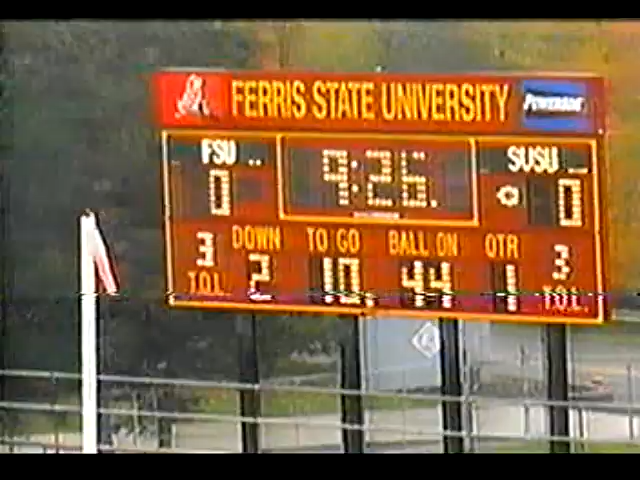 FERRIS STATE UNIVERSITY POWERADE
FSU 9:26 SVSU
0 0
DOWN TO GO BALL ON QTR
3 2 10 44 1 3
T.O.L. T.O.L.